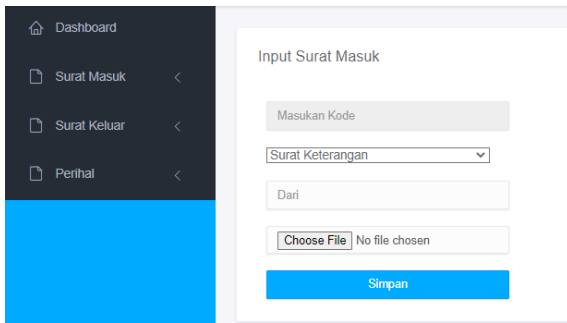 Dashboard
Surat Masuk
Surat Keluar
Perihal
Input Surat Masuk
Masukan Kode
Surat Keterangan
Dari
Choose File No file chosen
Simpan